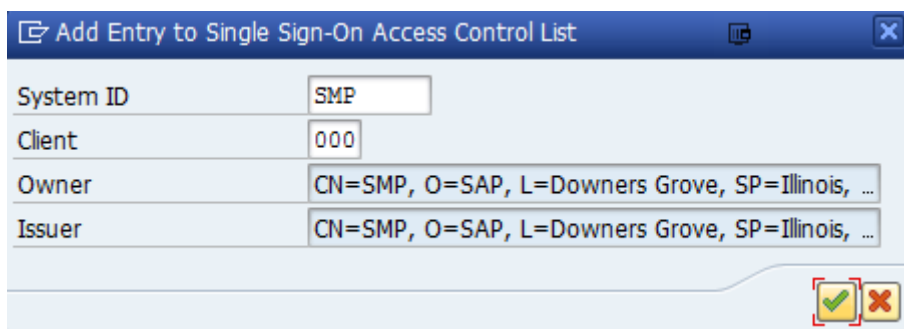 Add Entry to Single Sign-On Access Control List
System ID SMP
Client 000
Owner CN=SMP, O=SAP, L=Downers Grove, SP=Illinois, ...
Issuer CN=SMP, O=SAP, L=Downers Grove, SP=Illinois, ...